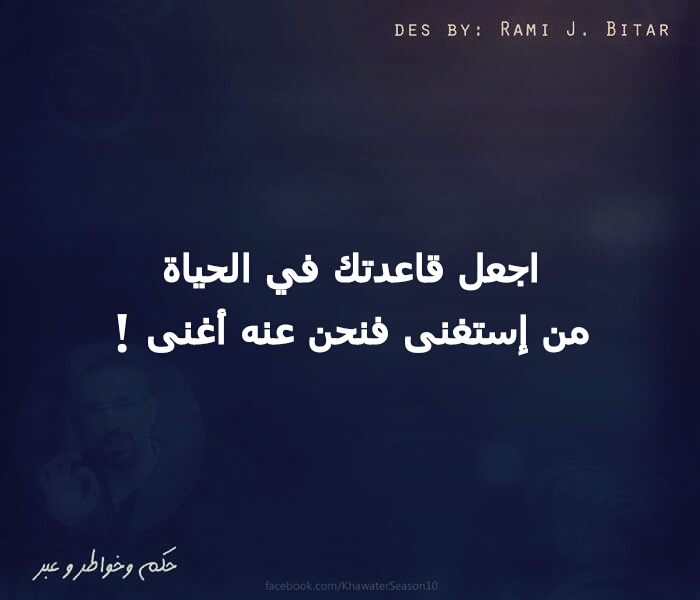 DES BY: RAMI J. BITAR
اجعل قاعدتك في الحياة
من إستغنى فنحن عنه أغنى !
حكم وخواطر و عبر
facebook.com/KhawaterSeason10